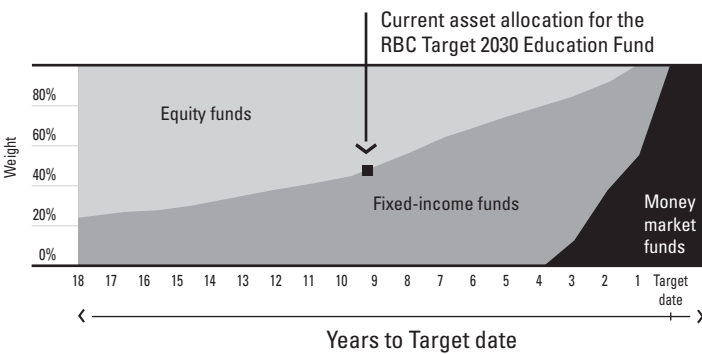 Current asset allocation for the
RBC Target 2030 Education Fund
80%
60%
40%
20%
0%
Weight
Equity funds
Fixed-income funds
Money
market
funds
18 17 16 15 14 13 12 11 10 9 8 7 6 5 4 3 2 1 Target
date
Years to Target date